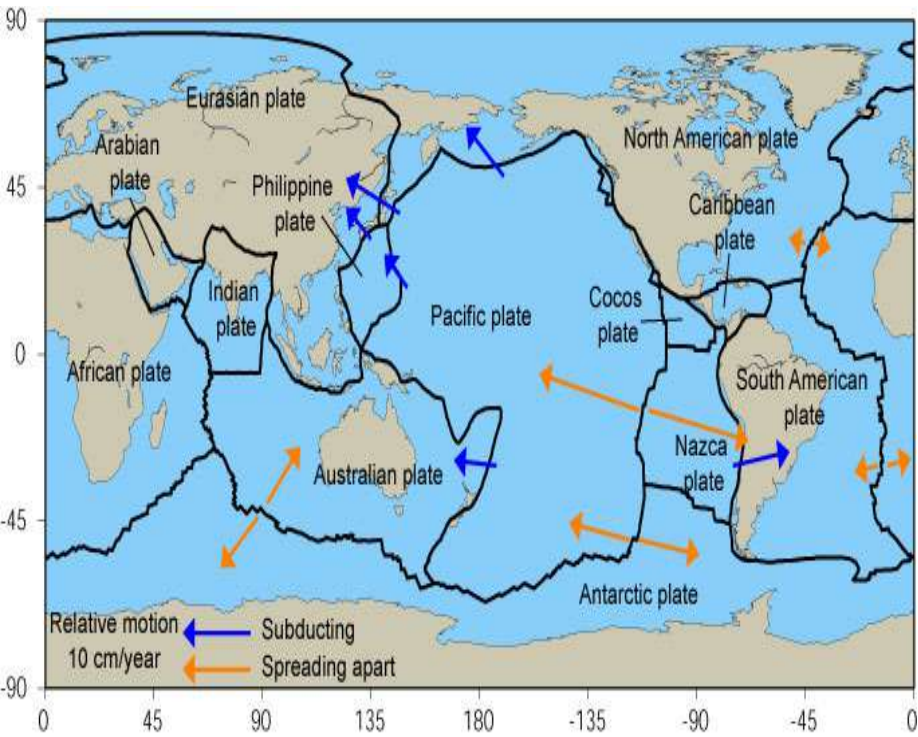 90
Eurasian plate
North American plate
Arabian
plate
45
Philippine
plate
Caribbean
plate
Indian
plate
Cocos
plate
Pacific plate
0
African plate
South American
plate
Nazca
plate
Australian plate
-45
Antarctic plate
Relative motion
10 cm/year
Subducting
Spreading apart
-90
0 45 90 135 180 -135 -90 -45 0